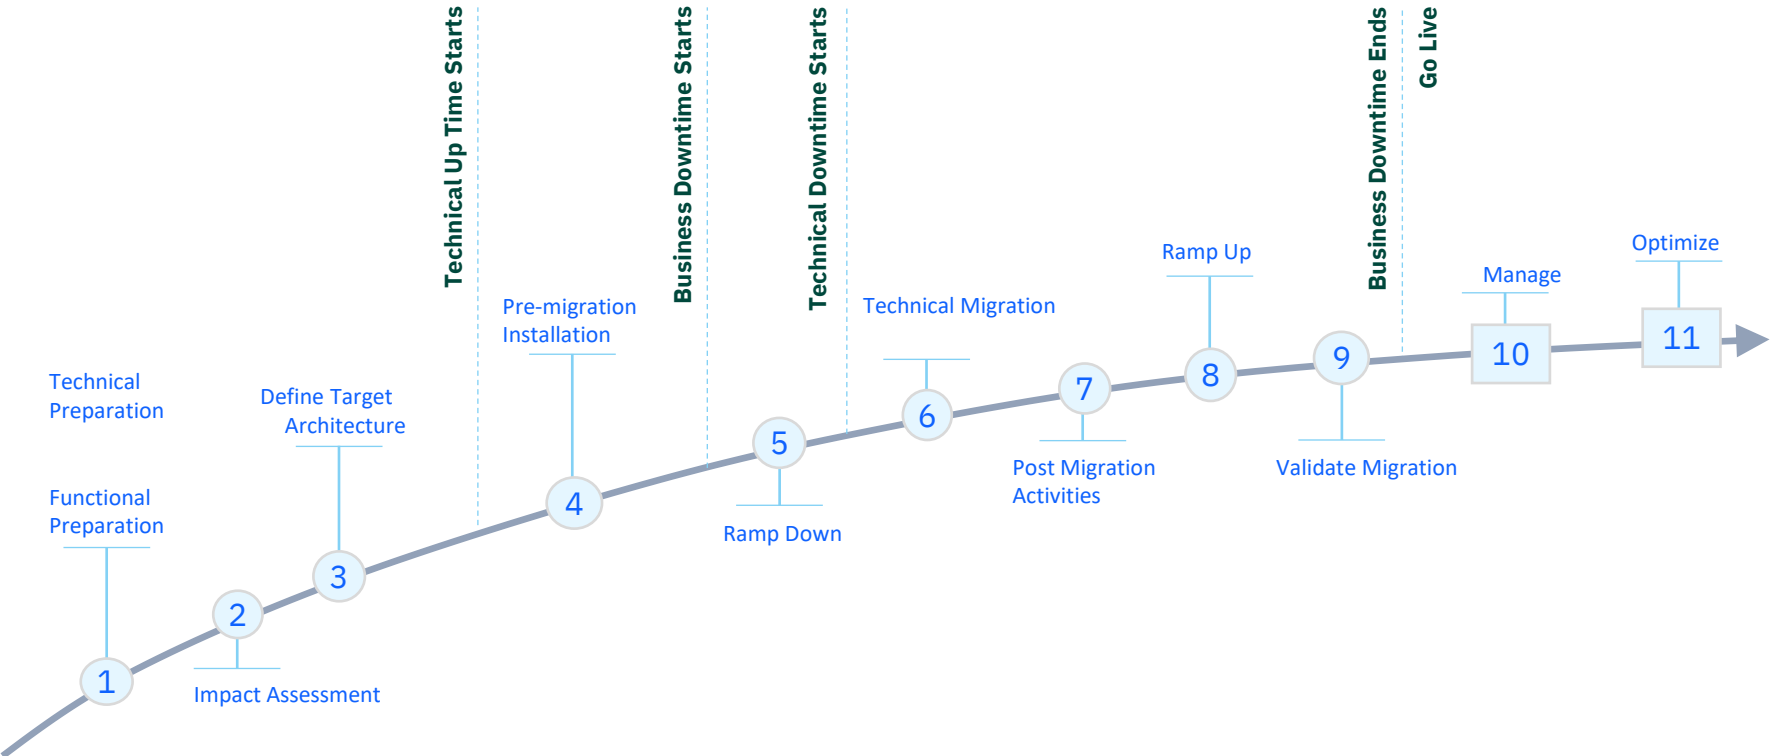 Technical Up Time Starts
Business Downtime Starts
Technical Downtime Starts
Business Downtime Ends
Go Live
Technical
Preparation
Functional
Preparation
1
2
Impact Assessment
Define Target
Architecture
3
Pre-migration
Installation
4
5
Ramp Down
Technical Migration
6
7
Post Migration
Activities
Ramp Up
8
9
Validate Migration
Manage
10
Optimize
11